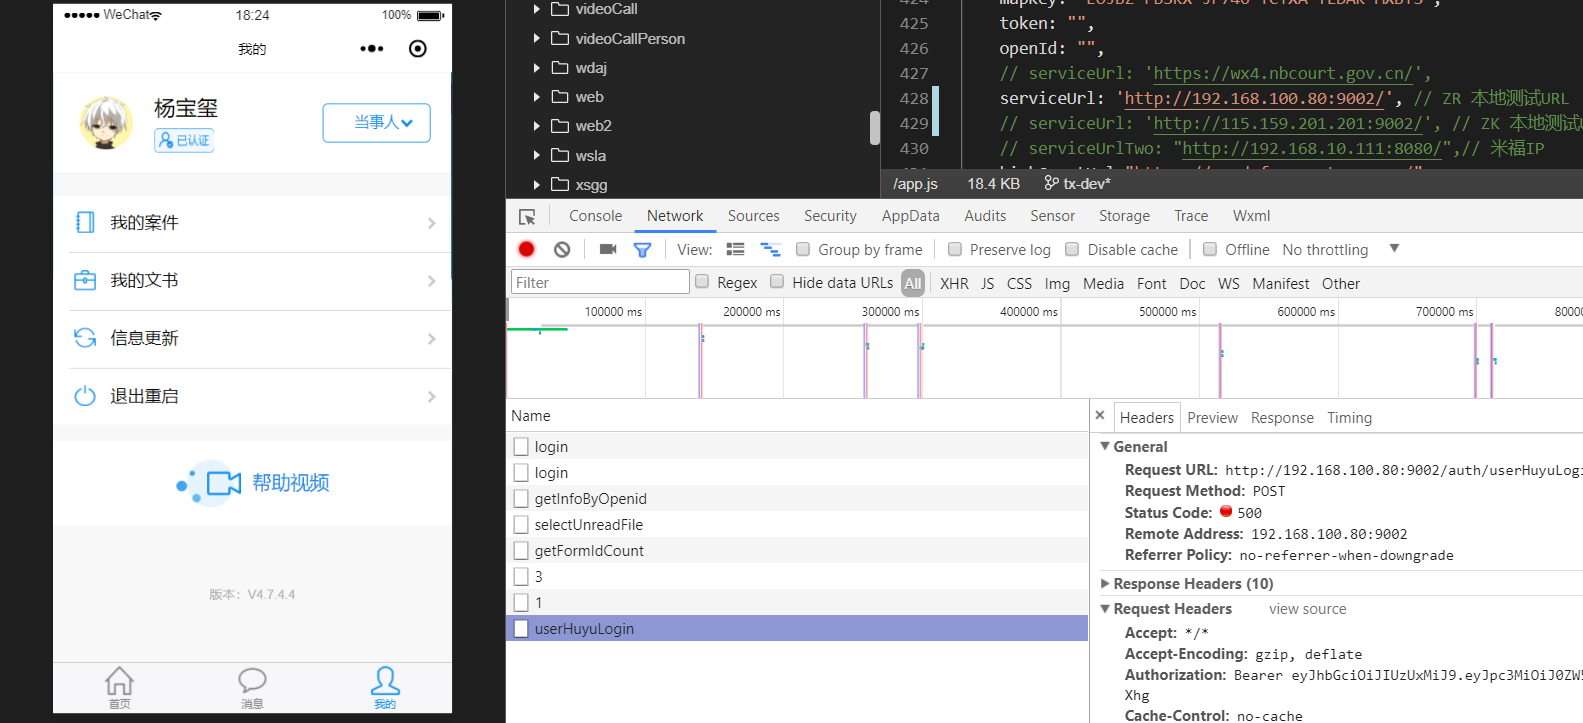 ●●●●● WeChat
18:24
100%
我的
杨宝玺
已认证
当事人
我的案件
我的文书
信息更新
退出重启
帮助视频
版本：V4.7.4.4
首页
消息
我的
videoCall
videoCallPerson
wdaj
web
web2
wsla
xsgg
424
425 token: "",
426 openId: "",
427 // serviceUrl: 'https://wx4.nbcourt.gov.cn/',
428 serviceUrl: 'http://192.168.100.80:9002/', // ZR 本地测试URL
429 // serviceUrl: 'http://115.159.201.201:9002/', // ZK 本地测试
430 // serviceUrlTwo: "http://192.168.10.111:8080/",// 米福IP
/app.js 18.4 KB tx-dev*
Console Network Sources Security AppData Audits Sensor Storage Trace Wxml
View: Group by frame Preserve log Disable cache Offline No throttling
Filter Regex Hide data URLs All XHR JS CSS Img Media Font Doc WS Manifest Other
100000 ms 200000 ms 300000 ms 400000 ms 500000 ms 600000 ms 700000 ms 80000
Name
login
login
getInfoByOpenid
selectUnreadFile
getFormIdCount
3
1
userHuyuLogin
× Headers Preview Response Timing
General
Request URL: http://192.168.100.80:9002/auth/userHuyuLogi
Request Method: POST
Status Code: 500
Remote Address: 192.168.100.80:9002
Referrer Policy: no-referrer-when-downgrade
Response Headers (10)
Request Headers view source
Accept: */*
Accept-Encoding: gzip, deflate
Authorization: Bearer eyJhbGciOiJIUzUxMiJ9.eyJpc3MiOiJ0ZW5
Xhg
Cache-Control: no-cache